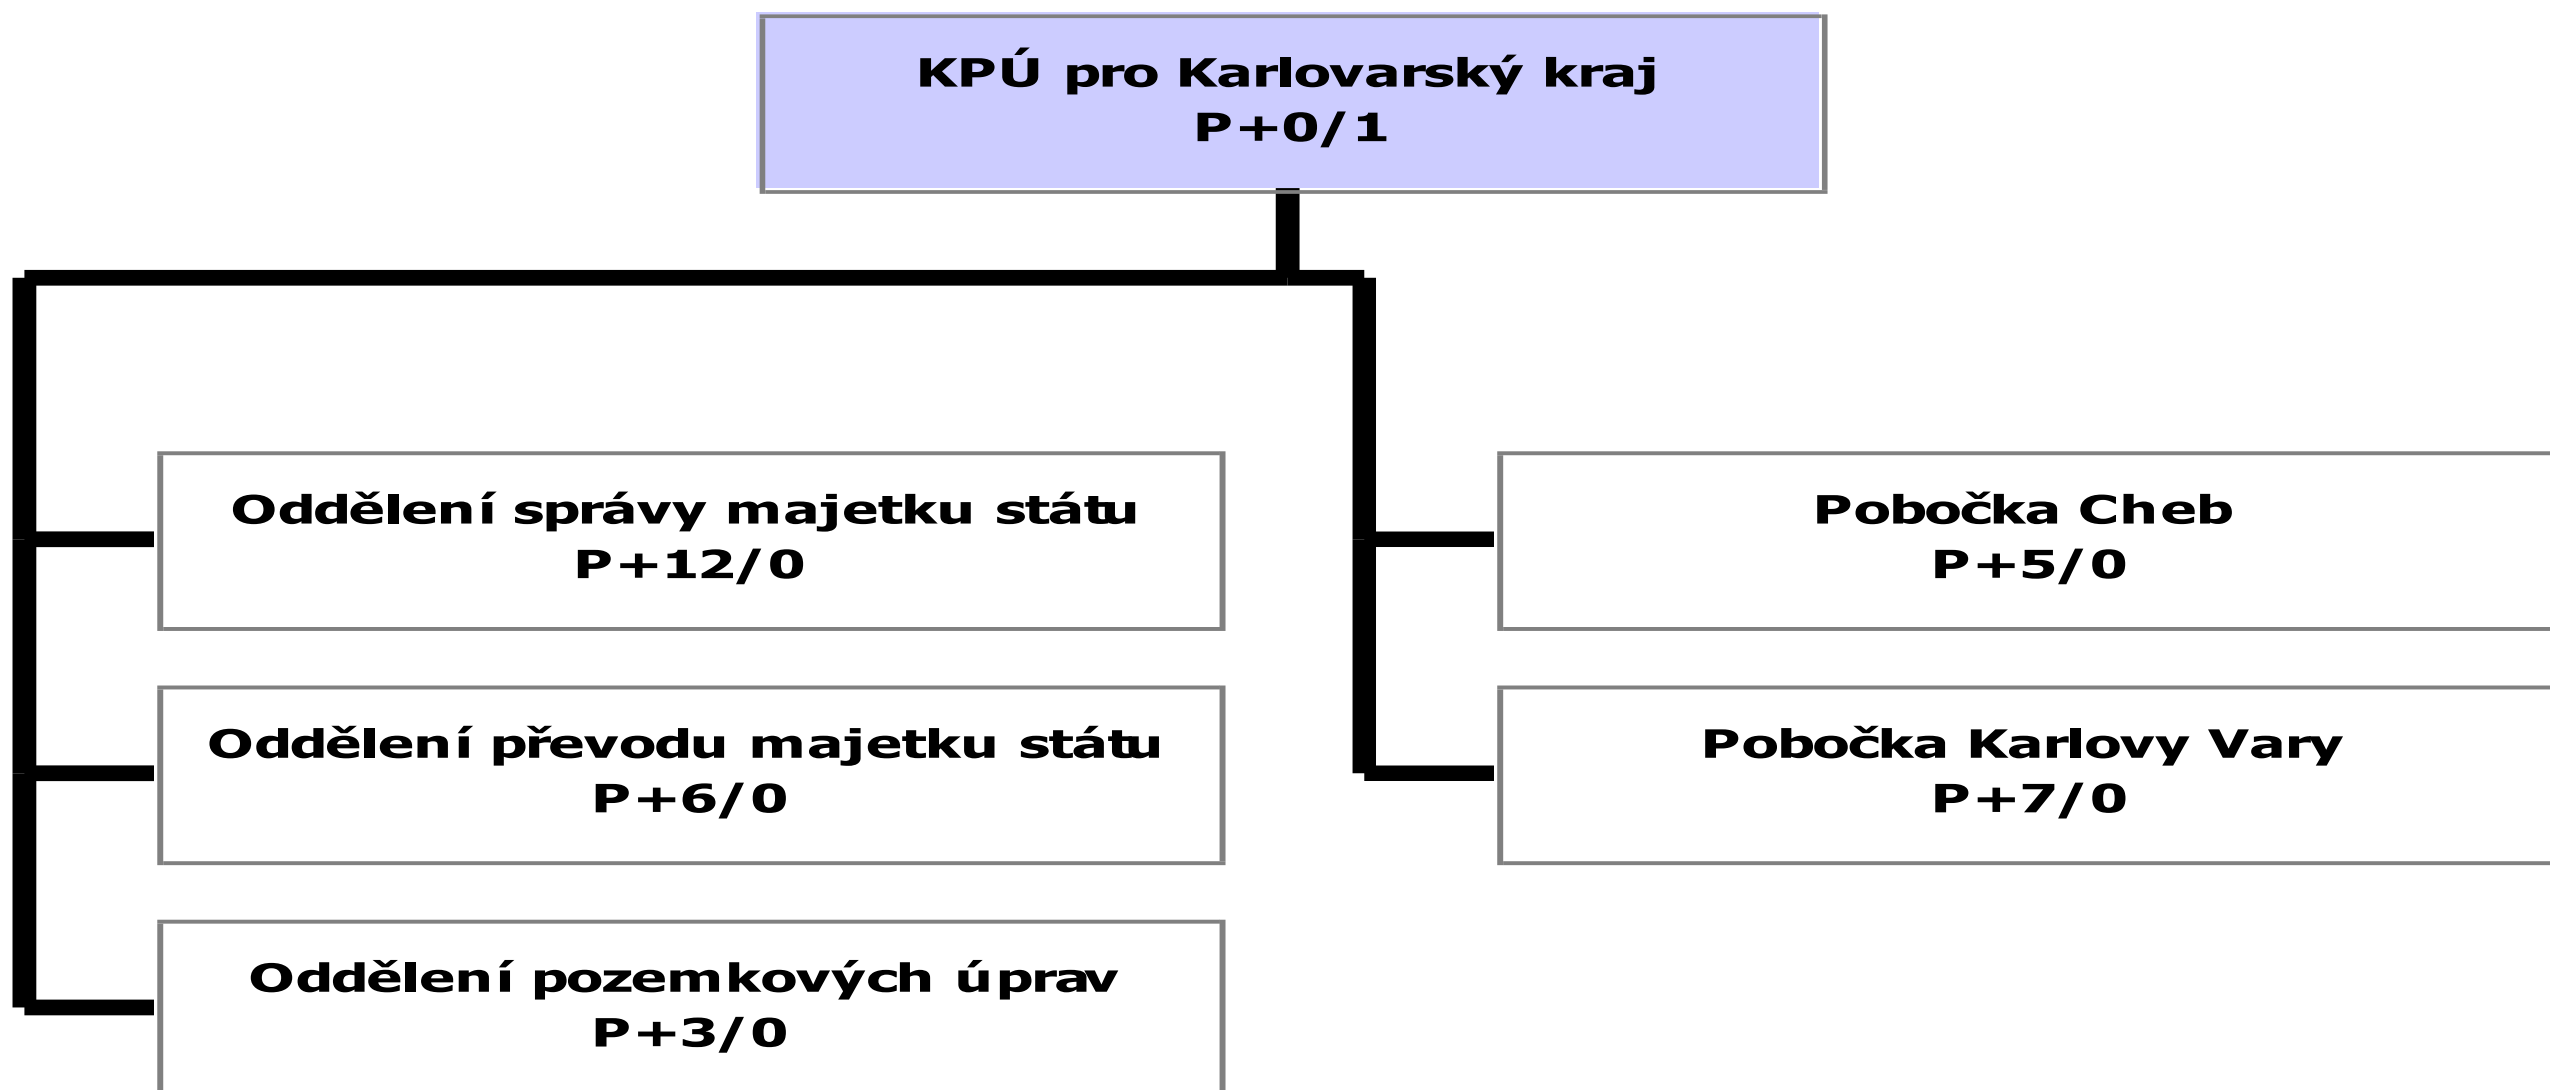 KPÚ pro Karlovarský kraj
P+0/1
Oddělení správy majetku státu
P+12/0
Oddělení převodu majetku státu
P+6/0
Oddělení pozemkových úprav
P+3/0
Pobočka Cheb
P+5/0
Pobočka Karlovy Vary
P+7/0